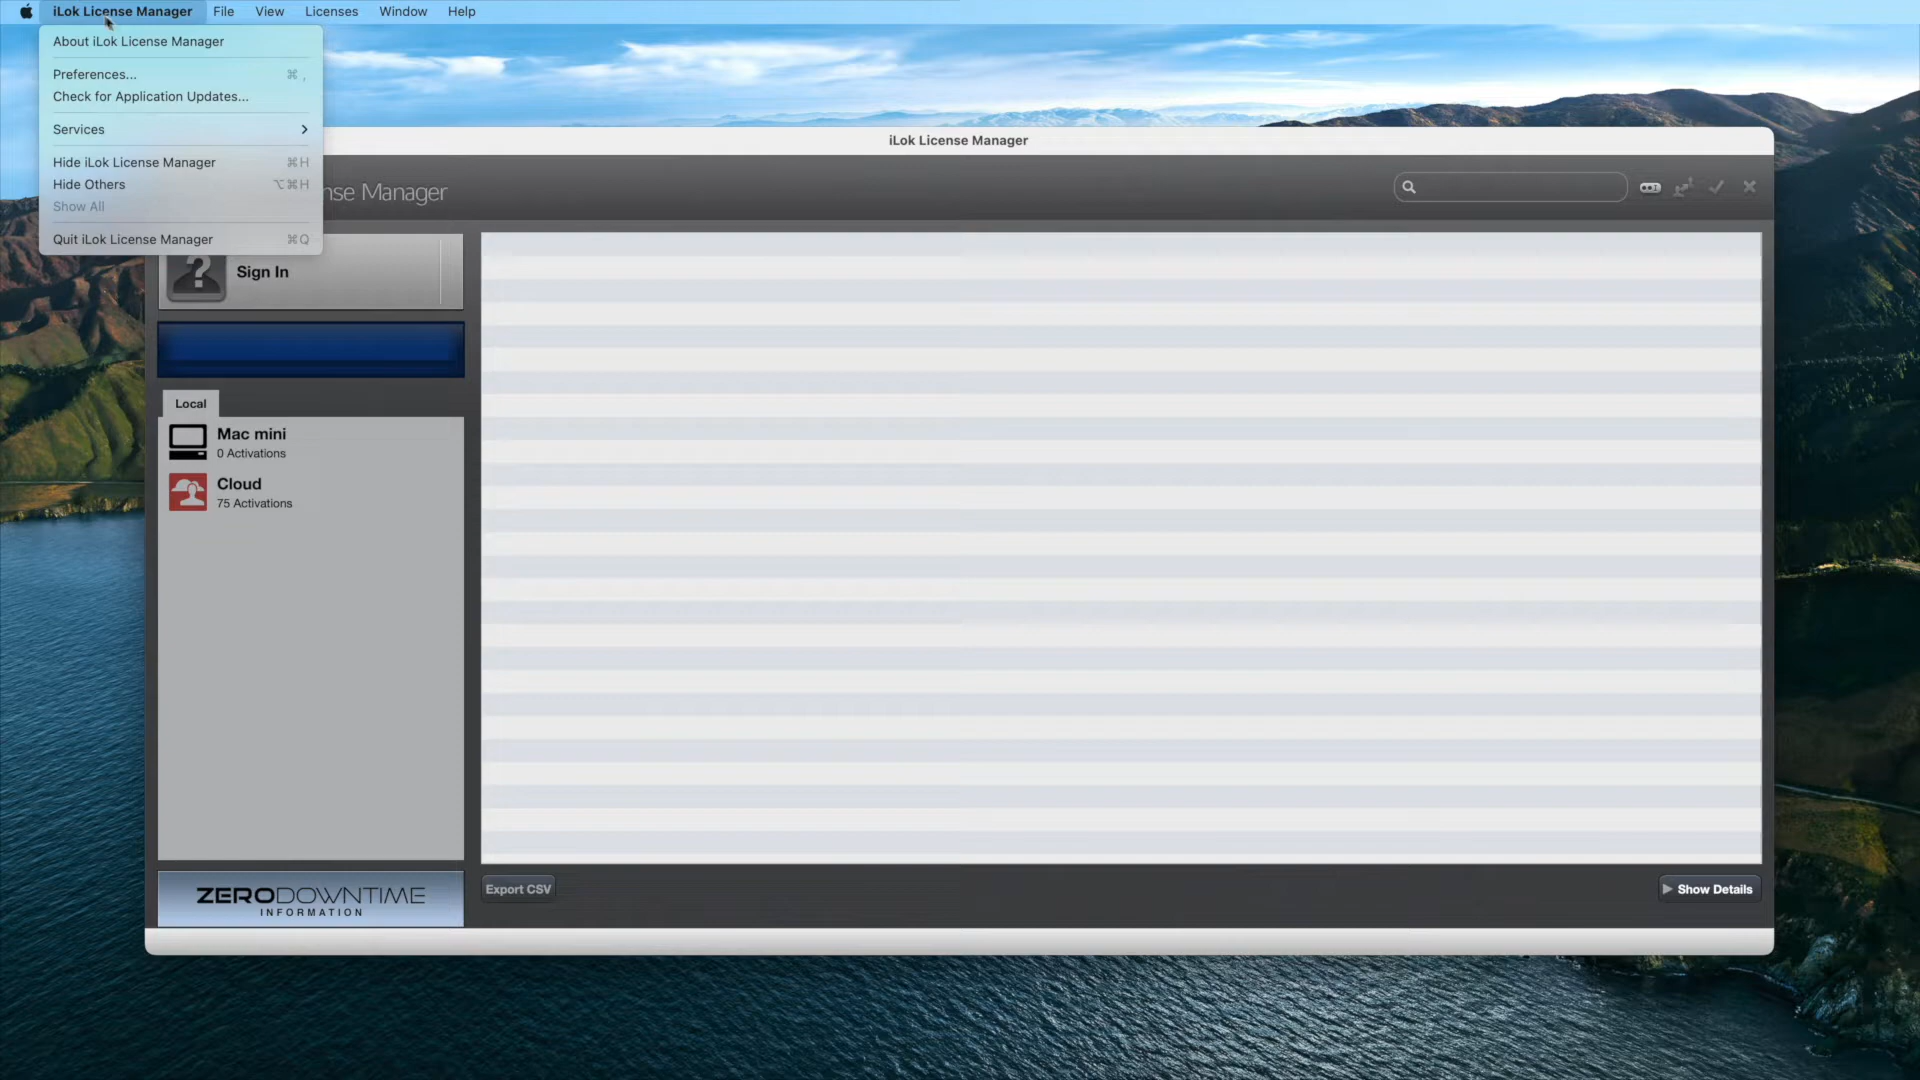 iLok License Manager File View Licenses Window Help
About iLok License Manager
Preferences... ⌘ ,
Check for Application Updates...
Services
Hide iLok License Manager ⌘H
Hide Others ⌥⌘H
Show All
Quit iLok License Manager ⌘Q
iLok License Manager
nse Manager
Sign In
Local
Mac mini
0 Activations
Cloud
75 Activations
ZERODOWNTIME
INFORMATION
Export CSV
Show Details